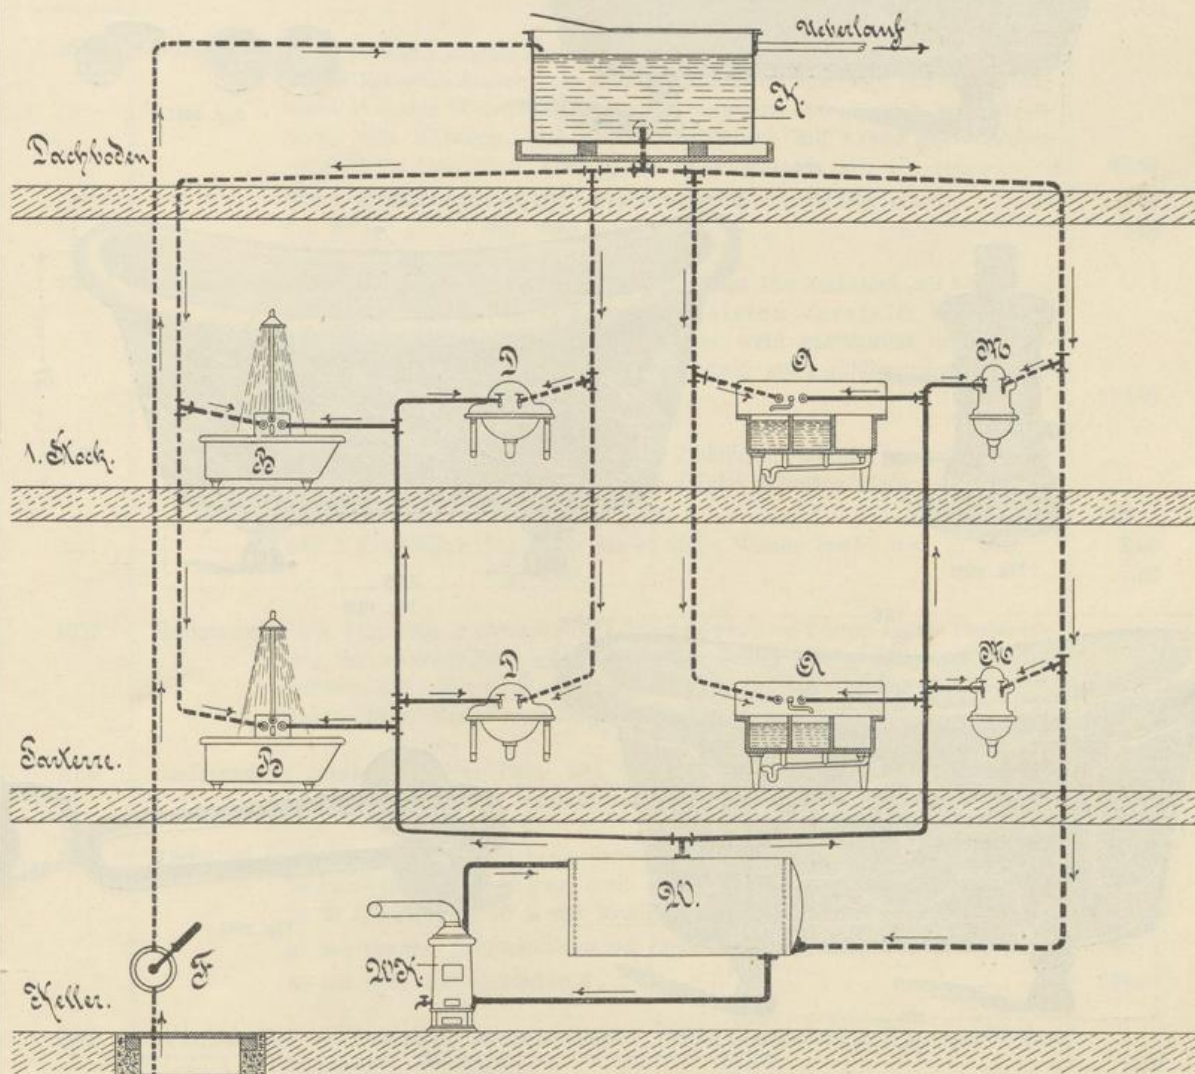 Ueberlauf
K.
Dachboden
D
A
M
1. Stock.
B
D
A
M
B
Parterre.
W.
WK.
F
Keller.